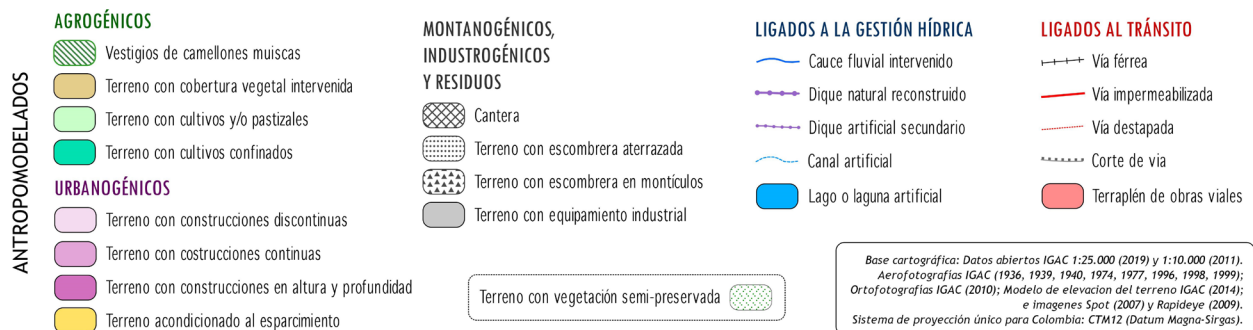 ANTROPOMODELADOS
AGROGÉNICOS
Vestigios de camellones muiscas
Terreno con cobertura vegetal intervenida
Terreno con cultivos y/o pastizales
Terreno con cultivos confinados
URBANOGÉNICOS
Terreno con construcciones discontinuas
Terreno con costrucciones continuas
Terreno con construcciones en altura y profundidad
Terreno acondicionado al esparcimiento
MONTANOGÉNICOS,
INDUSTROGÉNICOS
Y RESIDUOS
Cantera
Terreno con escombrera aterrazada
Terreno con escombrera en montículos
Terreno con equipamiento industrial
Terreno con vegetación semi-preservada
LIGADOS A LA GESTIÓN HÍDRICA
Cauce fluvial intervenido
Dique natural reconstruido
Dique artificial secundario
Canal artificial
Lago o laguna artificial
LIGADOS AL TRÁNSITO
Vía férrea
Vía impermeabilizada
Vía destapada
Corte de via
Terraplén de obras viales
Base cartográfica: Datos abiertos IGAC 1:25.000 (2019) y 1:10.000 (2011).
Aerofotografías IGAC (1936, 1939, 1940, 1974, 1977, 1996, 1998, 1999);
Ortofotografías IGAC (2010); Modelo de elevacion del terreno IGAC (2014);
e imagenes Spot (2007) y Rapideye (2009).
Sistema de proyección único para Colombia: CTM12 (Datum Magna-Sirgas).